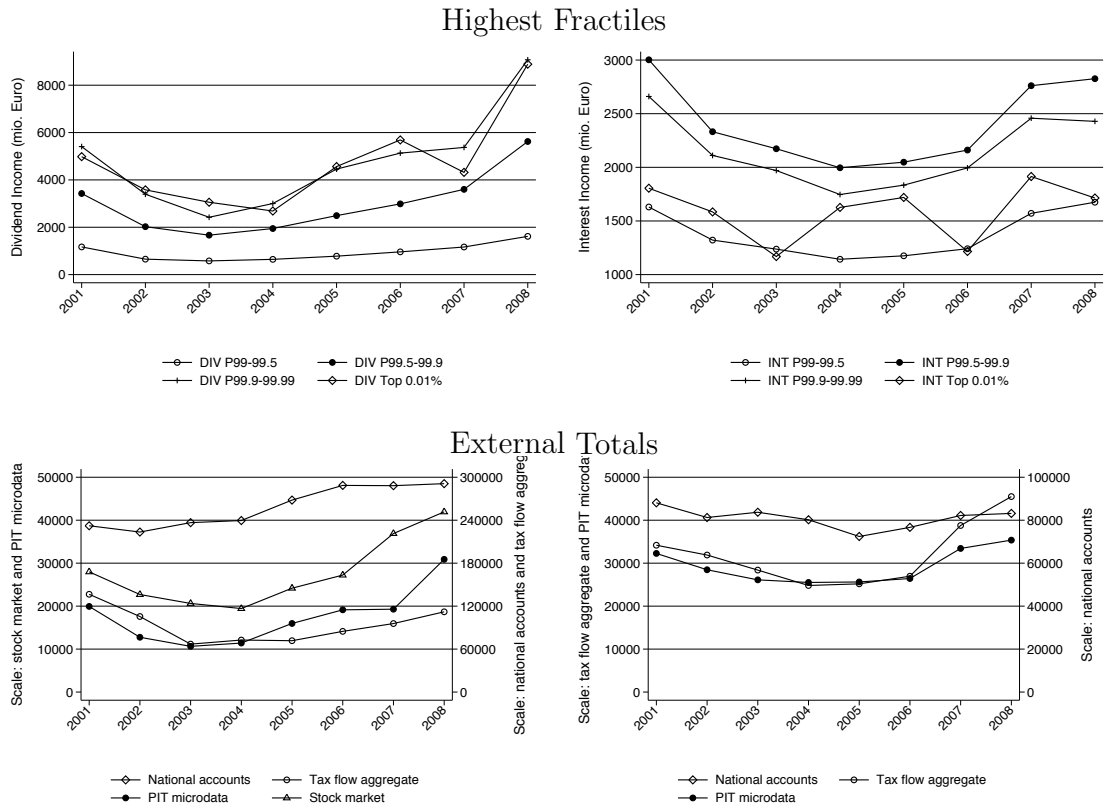 Highest Fractiles
Dividend Income (mio. Euro)
8000
6000
4000
2000
0
2001 2002 2003 2004 2005 2006 2007 2008
DIV P99-99.5 DIV P99.5-99.9
DIV P99.9-99.99 DIV Top 0.01%
Interest Income (mio. Euro)
3000
2500
2000
1500
1000
2001 2002 2003 2004 2005 2006 2007 2008
INT P99-99.5 INT P99.5-99.9
INT P99.9-99.99 INT Top 0.01%
External Totals
Scale: stock market and PIT microdata
50000
40000
30000
20000
10000
0
300000
240000
180000
120000
60000
0
Scale: national accounts and tax flow aggreg
2001 2002 2003 2004 2005 2006 2007 2008
National accounts Tax flow aggregate
PIT microdata Stock market
Scale: tax flow aggregate and PIT microda
50000
40000
30000
20000
10000
0
100000
80000
60000
40000
20000
0
Scale: national accounts
2001 2002 2003 2004 2005 2006 2007 2008
National accounts Tax flow aggregate
PIT microdata